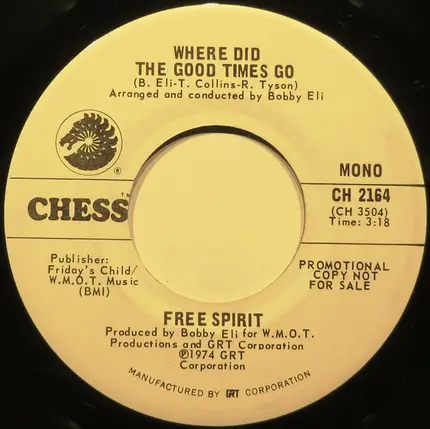 WHERE DID
THE GOOD TIMES GO
(B. Eli-T. Collins-R. Tyson)
Arranged and conducted by Bobby Eli
®
MONO
CHESS™
CH 2164
(CH 3504)
Time: 3:18
Publisher:
Friday's Child/
W.M.O.T. Music
(BMI)
PROMOTIONAL
COPY NOT
FOR SALE
FREE SPIRIT
Produced by Bobby Eli for W.M.O.T.
Productions and GRT Corporation
℗1974 GRT
Corporation
MANUFACTURED BY GRT CORPORATION